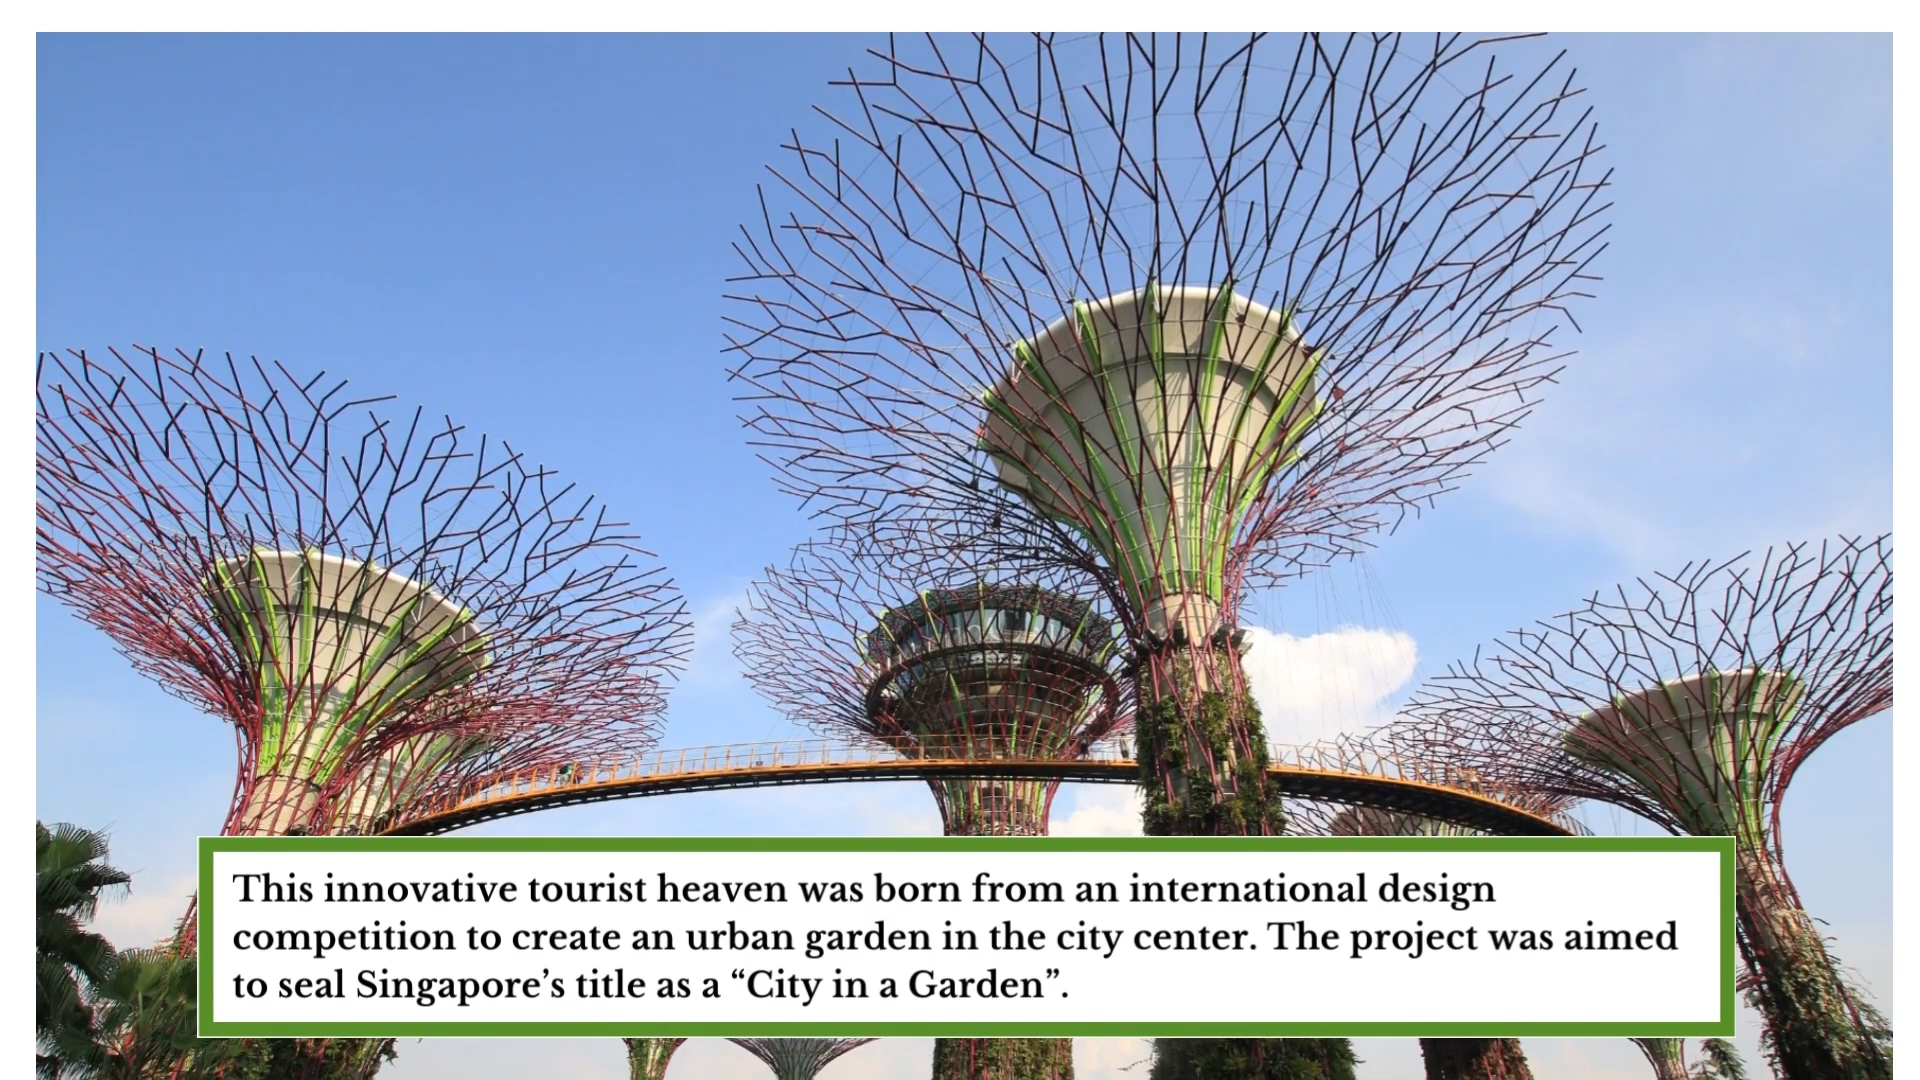 This innovative tourist heaven was born from an international design
competition to create an urban garden in the city center. The project was aimed
to seal Singapore’s title as a “City in a Garden”.